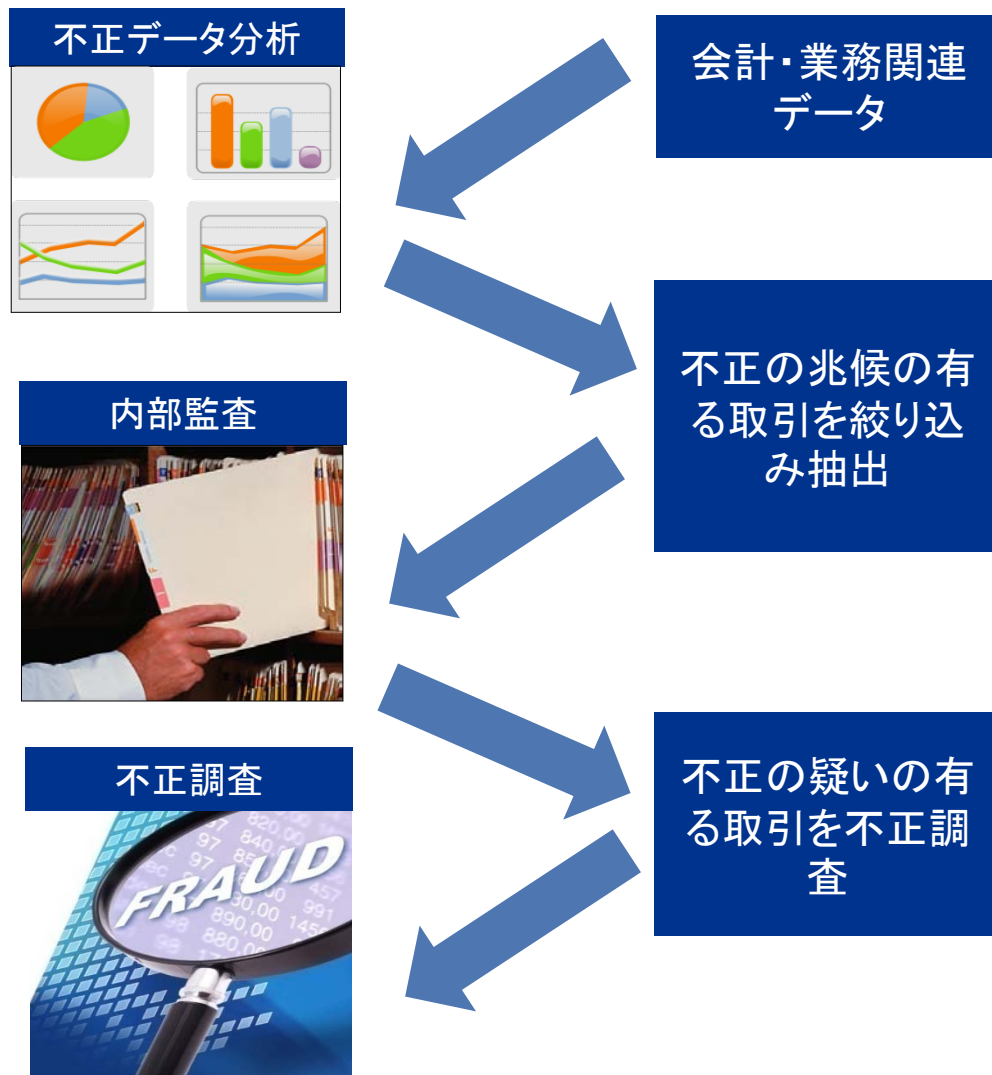 不正データ分析
会計・業務関連
データ
不正の兆候の有
る取引を絞り込
み抽出
内部監査
不正の疑いの有
る取引を不正調
査
不正調査
FRAUD